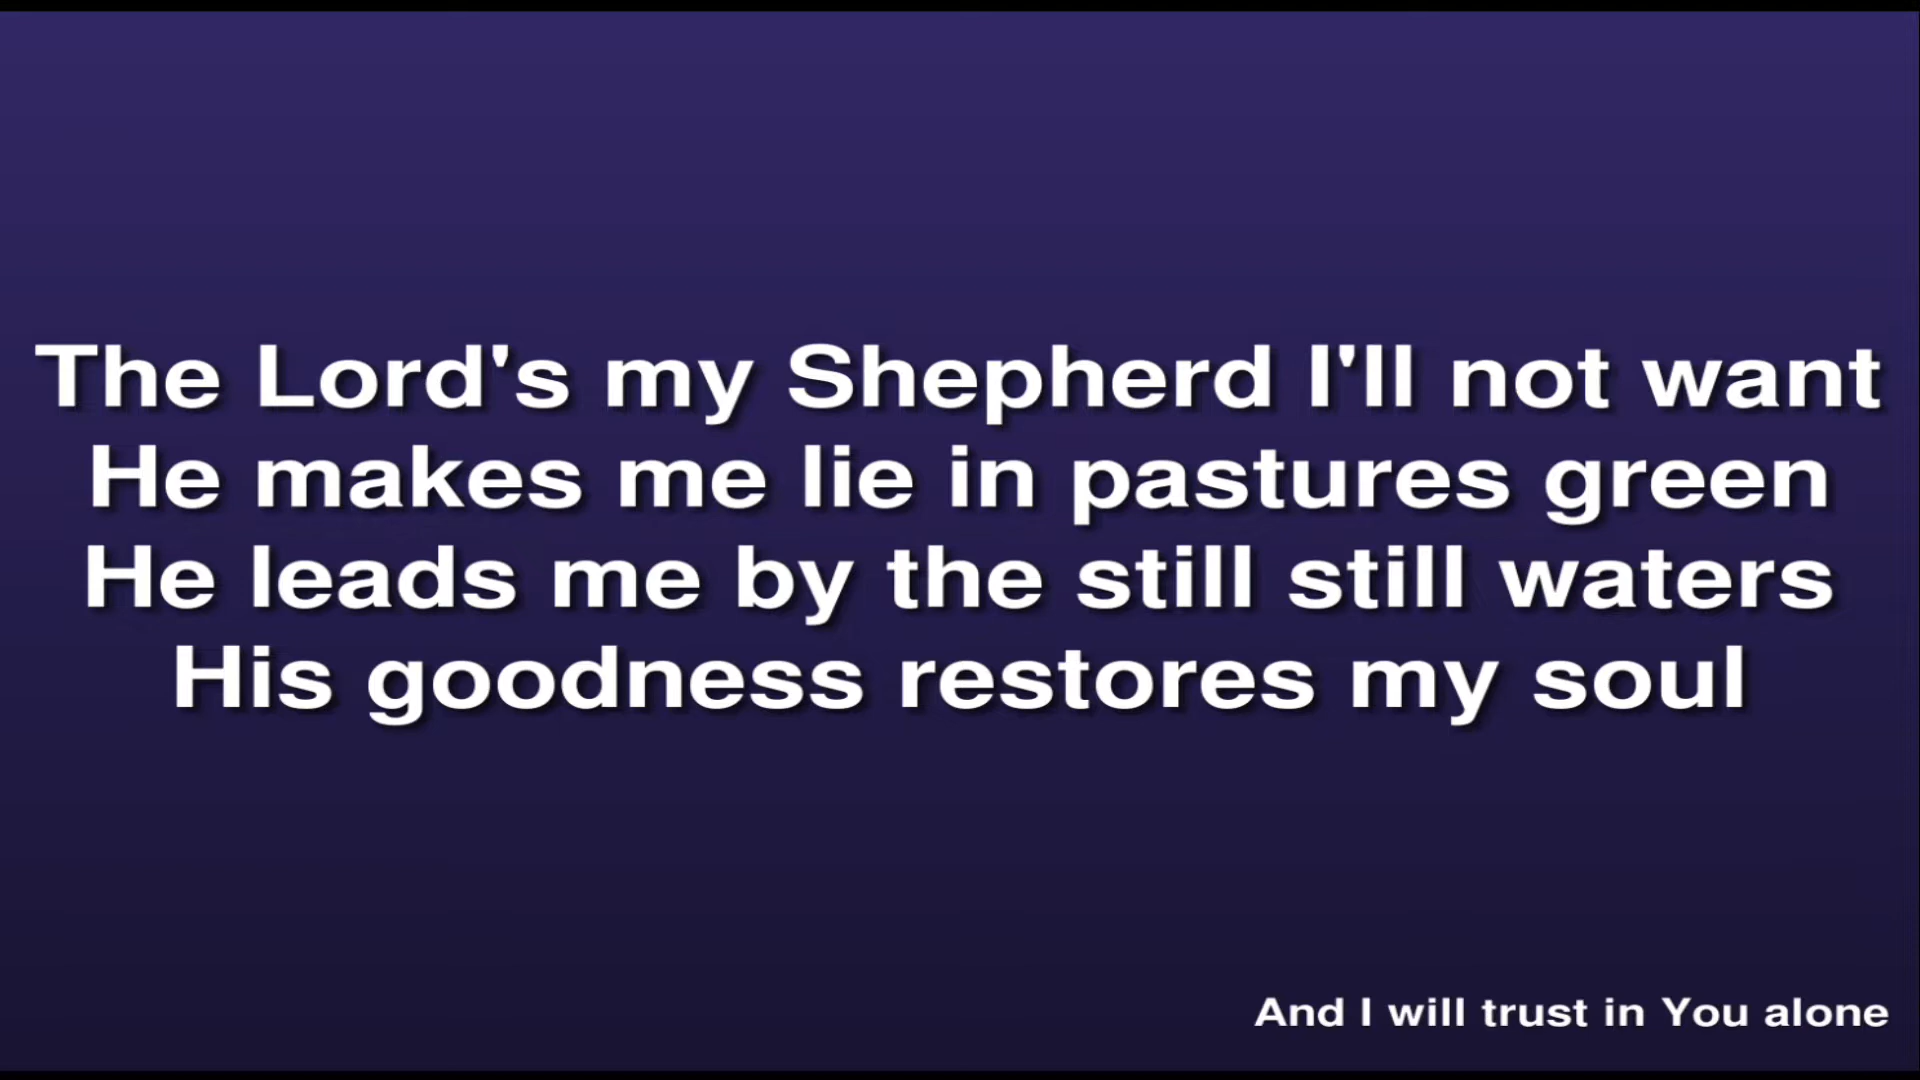 The Lord's my Shepherd I'll not want
He makes me lie in pastures green
He leads me by the still still waters
His goodness restores my soul
And I will trust in You alone